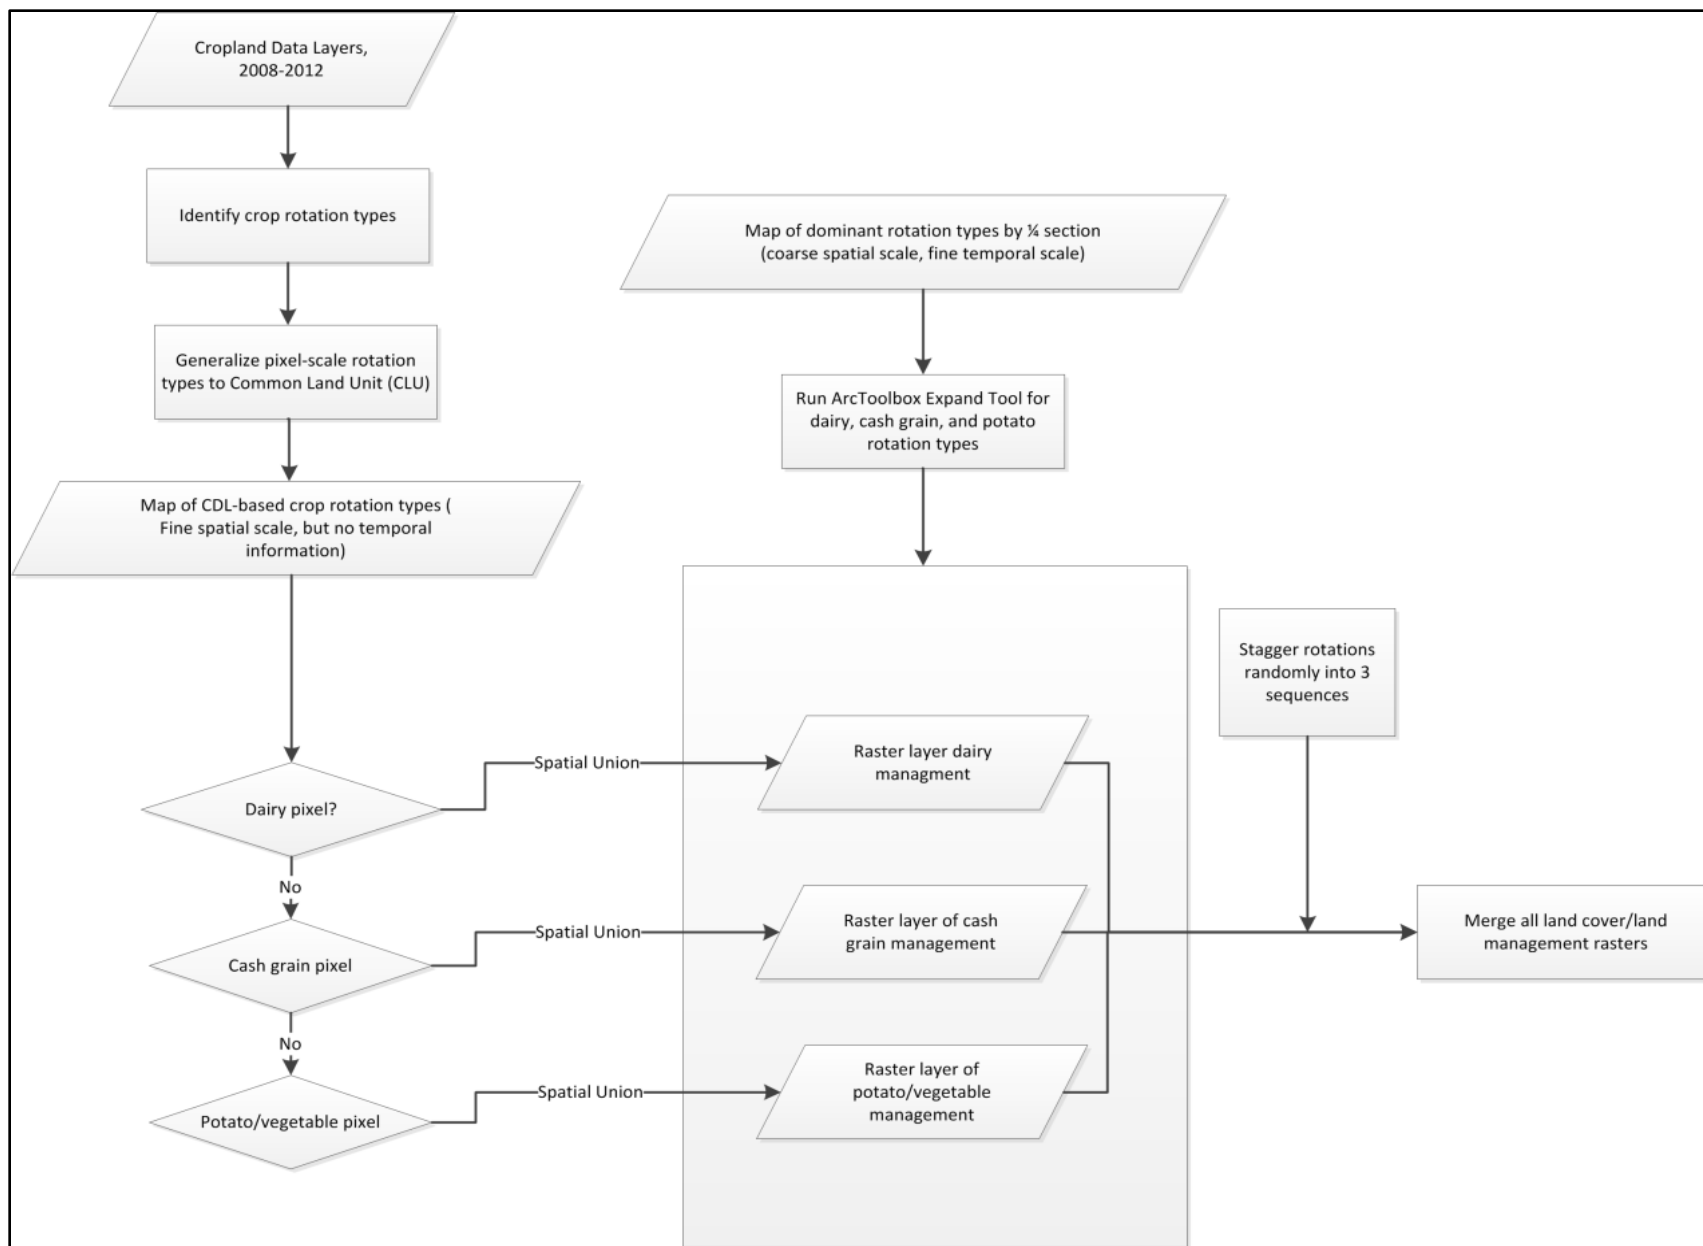 Cropland Data Layers,
2008-2012
Identify crop rotation types
Generalize pixel-scale rotation
types to Common Land Unit (CLU)
Map of CDL-based crop rotation types (
Fine spatial scale, but no temporal
information)
Dairy pixel?
No
Cash grain pixel
No
Potato/vegetable pixel
Spatial Union
Spatial Union
Spatial Union
Map of dominant rotation types by ¼ section
(coarse spatial scale, fine temporal scale)
Run ArcToolbox Expand Tool for
dairy, cash grain, and potato
rotation types
Raster layer dairy
managment
Raster layer of cash
grain management
Raster layer of
potato/vegetable
management
Stagger rotations
randomly into 3
sequences
Merge all land cover/land
management rasters